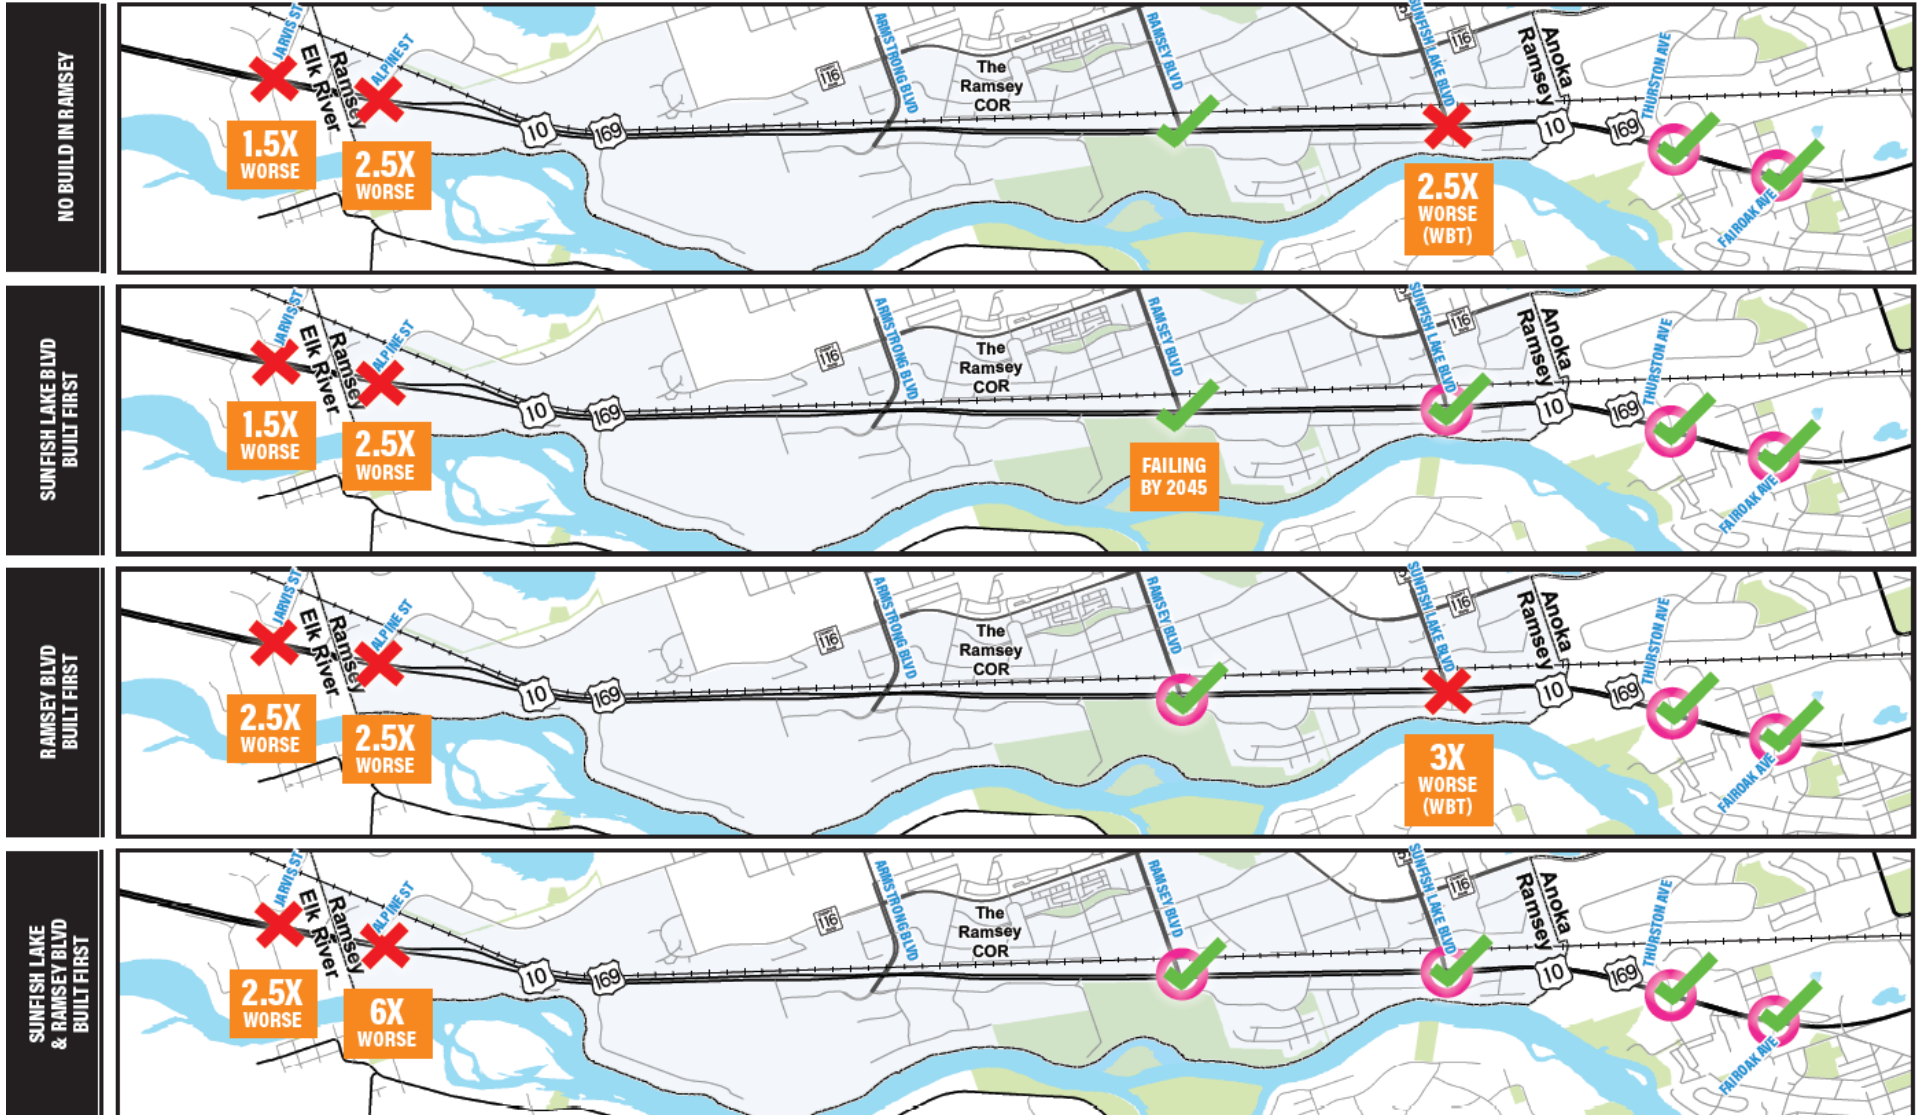 NO BUILD IN RAMSEY
JARVIS ST
Elk River
Ramsey
ALPINE ST
1.5X
WORSE
2.5X
WORSE
10
169
116
ARMSTRONG BLVD
The
Ramsey
COR
RAMSEY BLVD
SUNFISH LAKE BLVD
116
2.5X
WORSE
(WBT)
Anoka
Ramsey
10
169
THURSTON AVE
FAIROAK AVE
SUNFISH LAKE BLVD
BUILT FIRST
JARVIS ST
Elk River
Ramsey
ALPINE ST
1.5X
WORSE
2.5X
WORSE
10
169
116
ARMSTRONG BLVD
The
Ramsey
COR
RAMSEY BLVD
FAILING
BY 2045
SUNFISH LAKE BLVD
116
Anoka
Ramsey
10
169
THURSTON AVE
FAIROAK AVE
RAMSEY BLVD
BUILT FIRST
JARVIS ST
Elk River
Ramsey
ALPINE ST
2.5X
WORSE
2.5X
WORSE
10
169
116
ARMSTRONG BLVD
The
Ramsey
COR
RAMSEY BLVD
SUNFISH LAKE BLVD
116
3X
WORSE
(WBT)
Anoka
Ramsey
10
169
THURSTON AVE
FAIROAK AVE
SUNFISH LAKE
& RAMSEY BLVD
BUILT FIRST
JARVIS ST
Elk River
Ramsey
ALPINE ST
2.5X
WORSE
6X
WORSE
10
169
116
ARMSTRONG BLVD
The
Ramsey
COR
RAMSEY BLVD
SUNFISH LAKE BLVD
116
Anoka
Ramsey
10
169
THURSTON AVE
FAIROAK AVE